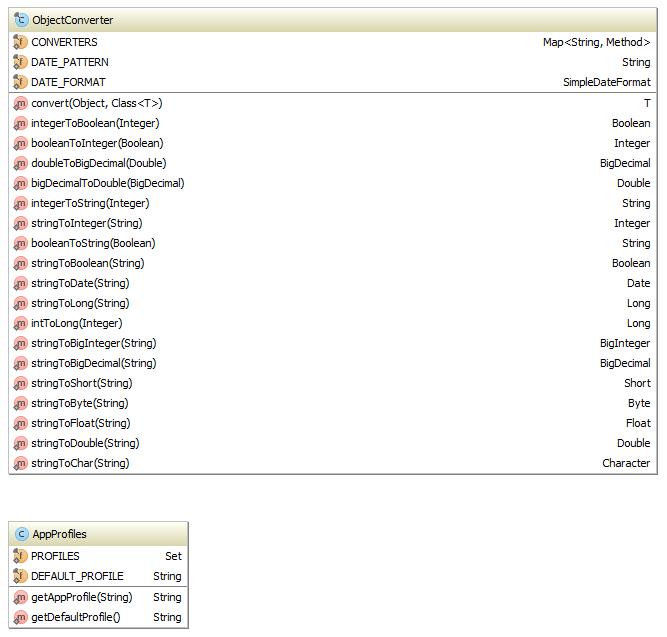 ObjectConverter
CONVERTERS Map<String, Method>
DATE_PATTERN String
DATE_FORMAT SimpleDateFormat
convert(Object, Class<T>) T
integerToBoolean(Integer) Boolean
booleanToInteger(Boolean) Integer
doubleToBigDecimal(Double) BigDecimal
bigDecimalToDouble(BigDecimal) Double
integerToString(Integer) String
stringToInteger(String) Integer
booleanToString(Boolean) String
stringToBoolean(String) Boolean
stringToDate(String) Date
stringToLong(String) Long
intToLong(Integer) Long
stringToBigInteger(String) BigInteger
stringToBigDecimal(String) BigDecimal
stringToShort(String) Short
stringToByte(String) Byte
stringToFloat(String) Float
stringToDouble(String) Double
stringToChar(String) Character
AppProfiles
PROFILES Set
DEFAULT_PROFILE String
getAppProfile(String) String
getDefaultProfile() String